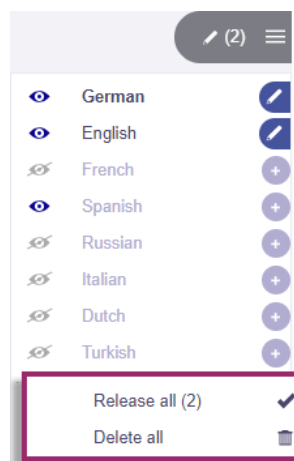 (2)
German
English
French
Spanish
Russian
Italian
Dutch
Turkish
Release all (2)
Delete all